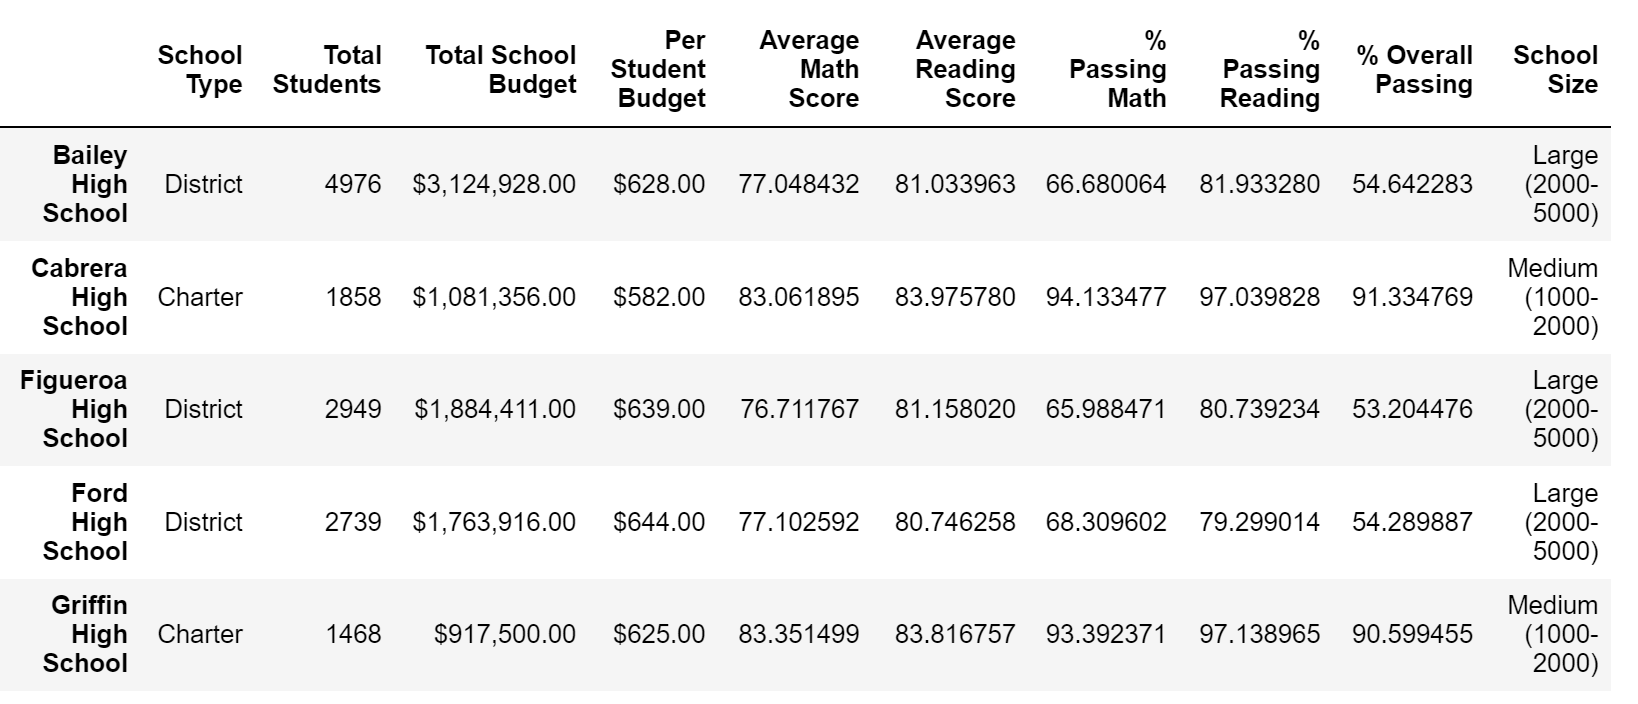 School Type | Total Students | Total School Budget | Per Student Budget | Average Math Score | Average Reading Score | % Passing Math | % Passing Reading | % Overall Passing | School Size
Bailey High School | District | 4976 | $3,124,928.00 | $628.00 | 77.048432 | 81.033963 | 66.680064 | 81.933280 | 54.642283 | Large (2000-5000)
Cabrera High School | Charter | 1858 | $1,081,356.00 | $582.00 | 83.061895 | 83.975780 | 94.133477 | 97.039828 | 91.334769 | Medium (1000-2000)
Figueroa High School | District | 2949 | $1,884,411.00 | $639.00 | 76.711767 | 81.158020 | 65.988471 | 80.739234 | 53.204476 | Large (2000-5000)
Ford High School | District | 2739 | $1,763,916.00 | $644.00 | 77.102592 | 80.746258 | 68.309602 | 79.299014 | 54.289887 | Large (2000-5000)
Griffin High School | Charter | 1468 | $917,500.00 | $625.00 | 83.351499 | 83.816757 | 93.392371 | 97.138965 | 90.599455 | Medium (1000-2000)